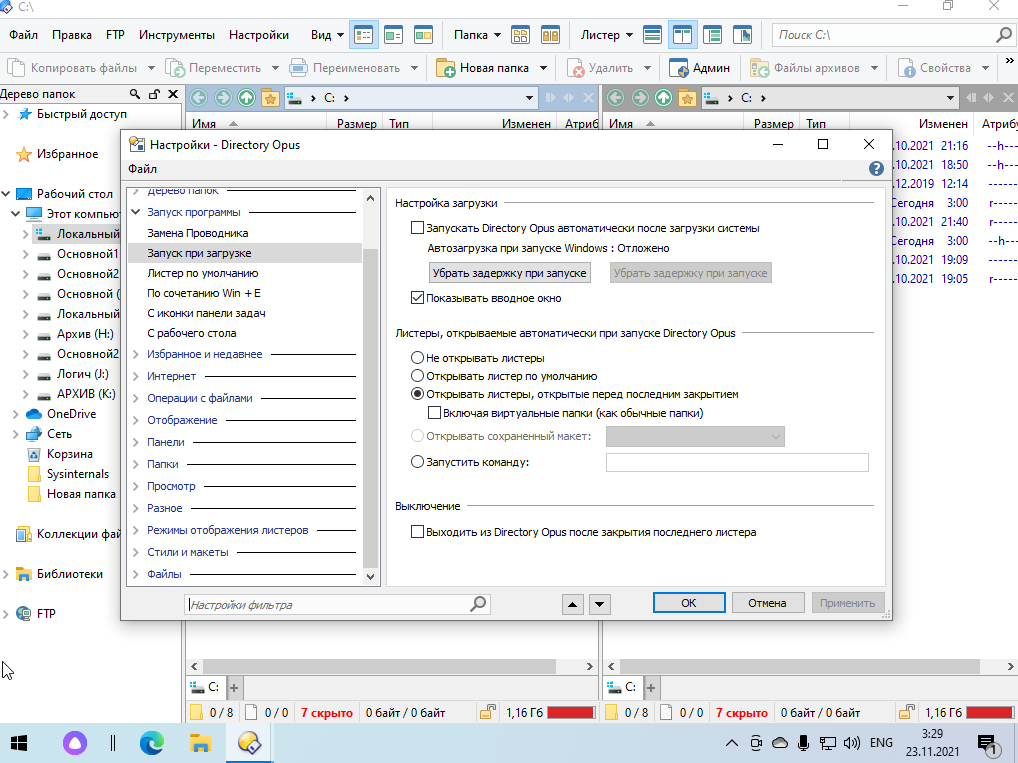 C:\
Файл Правка FTP Инструменты Настройки Вид Папка Листер Поиск C:\
Копировать файлы Переместить Переименовать Новая папка Удалить Админ Файлы архивов Свойства »
Дерево папок
C: C:
Быстрый доступ
Имя Размер Тип Изменен Атриб Имя Размер Тип Изменен Атрибу
Избранное
Рабочий стол
Этот компью
Локальный
Основной1
Основной2
Основной (
Локальный
Архив (H:)
Основной2
Логич (J:)
АРХИВ (K:)
OneDrive
Сеть
Корзина
Sysinternals
Новая папка
Коллекции фай
Библиотеки
FTP
.10.2021 21:16 --h---
.10.2021 18:50 --h---
.12.2019 12:14 ------
Сегодня 3:00 r-----
.10.2021 21:40 r-----
Сегодня 3:00 --h---
.10.2021 19:09 ------
.10.2021 19:05 r-----
Настройки - Directory Opus
Файл
Дерево папок
Запуск программы
Замена Проводника
Запуск при загрузке
Листер по умолчанию
По сочетанию Win + E
С иконки панели задач
С рабочего стола
Избранное и недавнее
Интернет
Операции с файлами
Отображение
Панели
Папки
Просмотр
Разное
Режимы отображения листеров
Стили и макеты
Файлы
Настройки фильтра
Настройка загрузки
Запускать Directory Opus автоматически после загрузки системы
Автозагрузка при запуске Windows : Отложено
Убрать задержку при запуске Убрать задержку при запуске
Показывать вводное окно
Листеры, открываемые автоматически при запуске Directory Opus
Не открывать листеры
Открывать листер по умолчанию
Открывать листеры, открытые перед последним закрытием
Включая виртуальные папки (как обычные папки)
Открывать сохраненный макет:
Запустить команду:
Выключение
Выходить из Directory Opus после закрытия последнего листера
OK Отмена Применить
C: + C: +
0 / 8 0 / 0 7 скрыто 0 байт / 0 байт 1,16 Гб 0 / 8 0 / 0 7 скрыто 0 байт / 0 байт 1,16 Гб
ENG 3:29
23.11.2021 1